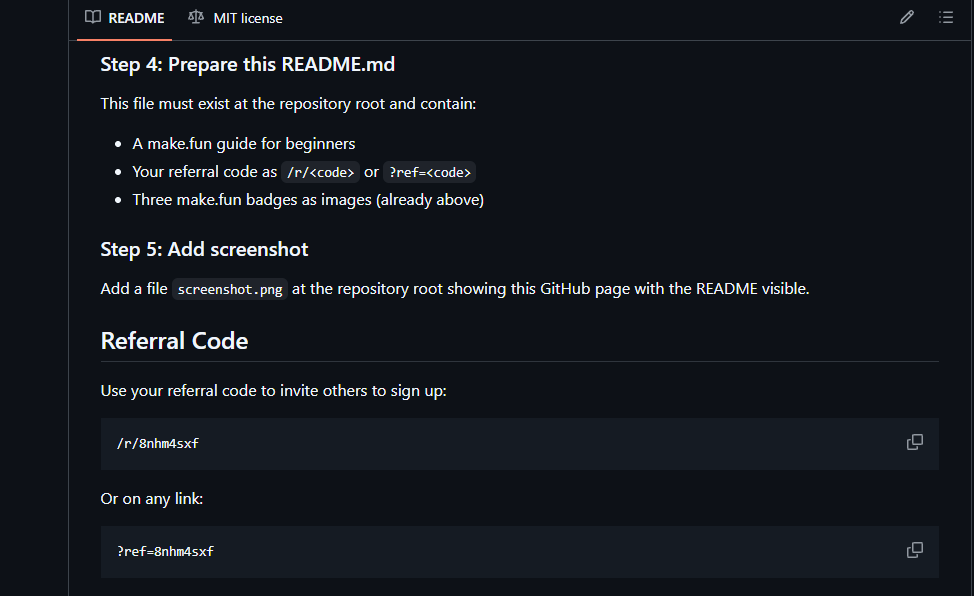 README
MIT license
Step 4: Prepare this README.md
This file must exist at the repository root and contain:
A make.fun guide for beginners
Your referral code as /r/<code> or ?ref=<code>
Three make.fun badges as images (already above)
Step 5: Add screenshot
Add a file screenshot.png at the repository root showing this GitHub page with the README visible.
Referral Code
Use your referral code to invite others to sign up:
/r/8nhm4sxf
Or on any link:
?ref=8nhm4sxf